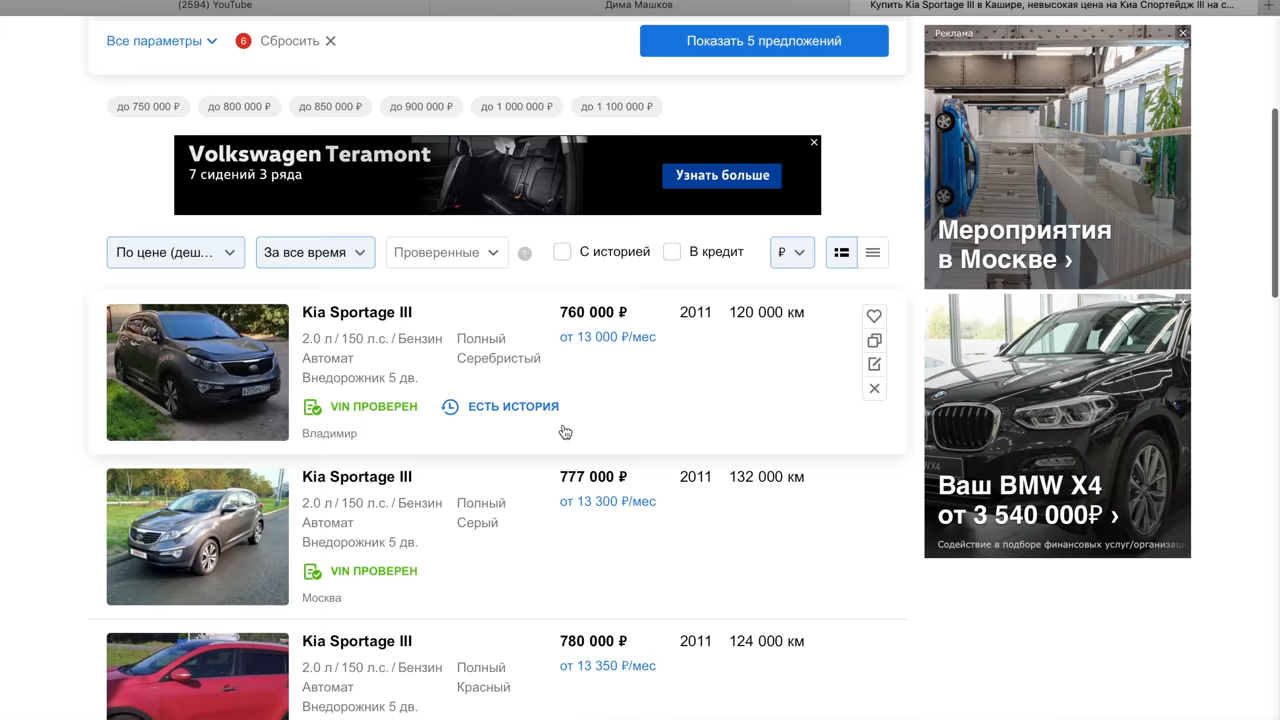 (2594) YouTube
Дима Машков
Купить Kia Sportage III в Кашире, невысокая цена на Киа Спортейдж III на с...
Все параметры
6
Сбросить
Показать 5 предложений
до 750 000 ₽
до 800 000 ₽
до 850 000 ₽
до 900 000 ₽
до 1 000 000 ₽
до 1 100 000 ₽
Volkswagen Teramont
7 сидений 3 ряда
Узнать больше
По цене (деш...
За все время
Проверенные
?
С историей
В кредит
₽
Kia Sportage III
760 000 ₽
2011
120 000 км
2.0 л / 150 л.с. / Бензин
Полный
от 13 000 ₽/мес
Автомат
Серебристый
Внедорожник 5 дв.
VIN ПРОВЕРЕН
ЕСТЬ ИСТОРИЯ
Владимир
Kia Sportage III
777 000 ₽
2011
132 000 км
2.0 л / 150 л.с. / Бензин
Полный
от 13 300 ₽/мес
Автомат
Серый
Внедорожник 5 дв.
VIN ПРОВЕРЕН
Москва
Kia Sportage III
780 000 ₽
2011
124 000 км
2.0 л / 150 л.с. / Бензин
Полный
от 13 350 ₽/мес
Автомат
Красный
Внедорожник 5 дв.
Реклама
Мероприятия
в Москве ›
Ваш BMW X4
от 3 540 000₽ ›
Содействие в подборе финансовых услуг/организаци